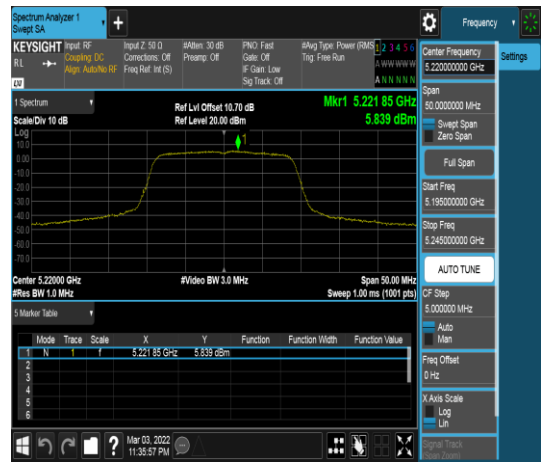 Spectrum Analyzer 1
Swept SA
+
Frequency
KEYSIGHT
RL
LXI
Input: RF
Coupling: DC
Align: Auto/No RF
Input Z: 50 Ω
Corrections: Off
Freq Ref: Int (S)
#Atten: 30 dB
Preamp: Off
PNO: Fast
Gate: Off
IF Gain: Low
Sig Track: Off
#Avg Type: Power (RMS
Trig: Free Run
1 2 3 4 5 6
A W W W W W
A N N N N N
1 Spectrum
Scale/Div 10 dB
Ref Lvl Offset 10.70 dB
Ref Level 20.00 dBm
Mkr1 5.221 85 GHz
5.839 dBm
Log
10.0
0.00
-10.0
-20.0
-30.0
-40.0
-50.0
-60.0
-70.0
1
Center 5.22000 GHz
#Res BW 1.0 MHz
#Video BW 3.0 MHz
Span 50.00 MHz
Sweep 1.00 ms (1001 pts)
5 Marker Table
Mode Trace Scale X Y Function Function Width Function Value
1 N 1 f 5.221 85 GHz 5.839 dBm
2
3
4
5
6
Mar 03, 2022
11:35:57 PM
?
Center Frequency
5.220000000 GHz
Settings
Span
50.0000000 MHz
Swept Span
Zero Span
Full Span
Start Freq
5.195000000 GHz
Stop Freq
5.245000000 GHz
AUTO TUNE
CF Step
5.000000 MHz
Auto
Man
Freq Offset
0 Hz
X Axis Scale
Log
Lin
Signal Track
(Span Zoom)